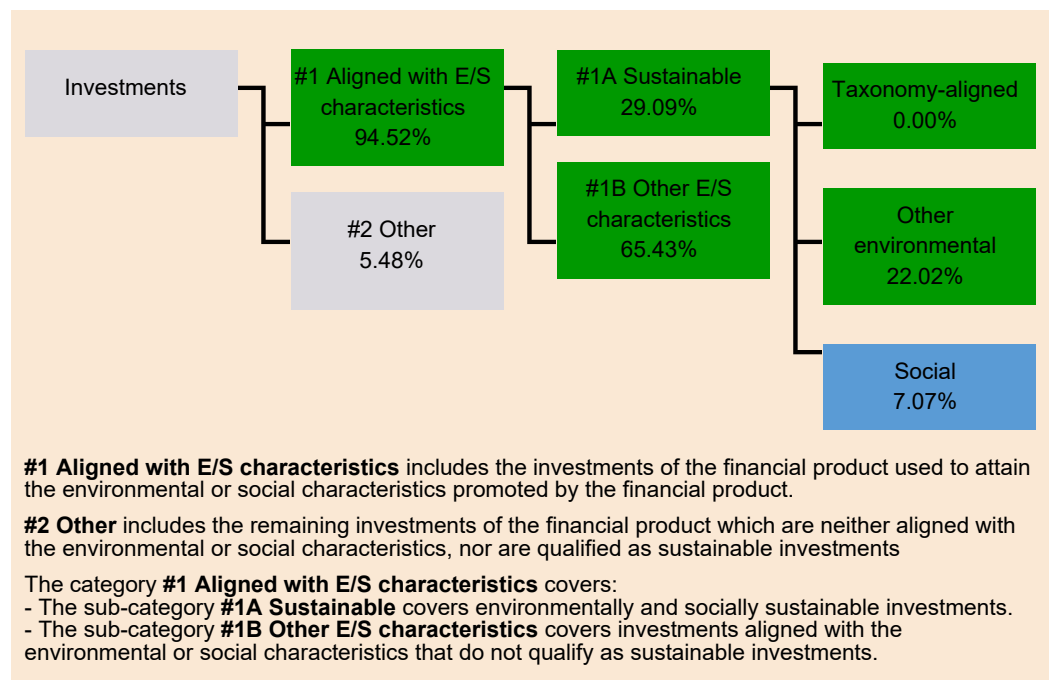 Investments
#1 Aligned with E/S
characteristics
94.52%
#2 Other
5.48%
#1A Sustainable
29.09%
#1B Other E/S
characteristics
65.43%
Taxonomy-aligned
0.00%
Other
environmental
22.02%
Social
7.07%
#1 Aligned with E/S characteristics includes the investments of the financial product used to attain
the environmental or social characteristics promoted by the financial product.
#2 Other includes the remaining investments of the financial product which are neither aligned with
the environmental or social characteristics, nor are qualified as sustainable investments
The category #1 Aligned with E/S characteristics covers:
- The sub-category #1A Sustainable covers environmentally and socially sustainable investments.
- The sub-category #1B Other E/S characteristics covers investments aligned with the
environmental or social characteristics that do not qualify as sustainable investments.